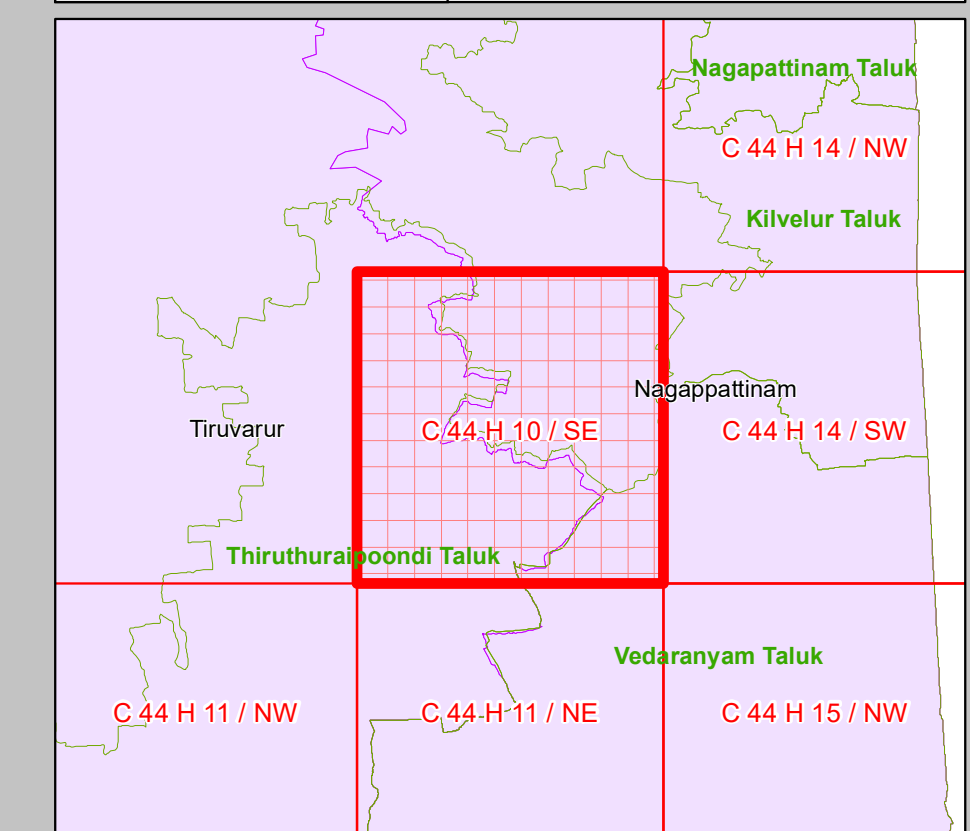 Nagapattinam Taluk
C 44 H 14 / NW
Kilvelur Taluk
Nagappattinam
Tiruvarur
C 44 H 10 / SE
C 44 H 14 / SW
Thiruthuraipoondi Taluk
Vedaranyam Taluk
C 44 H 11 / NW
C 44 H 11 / NE
C 44 H 15 / NW